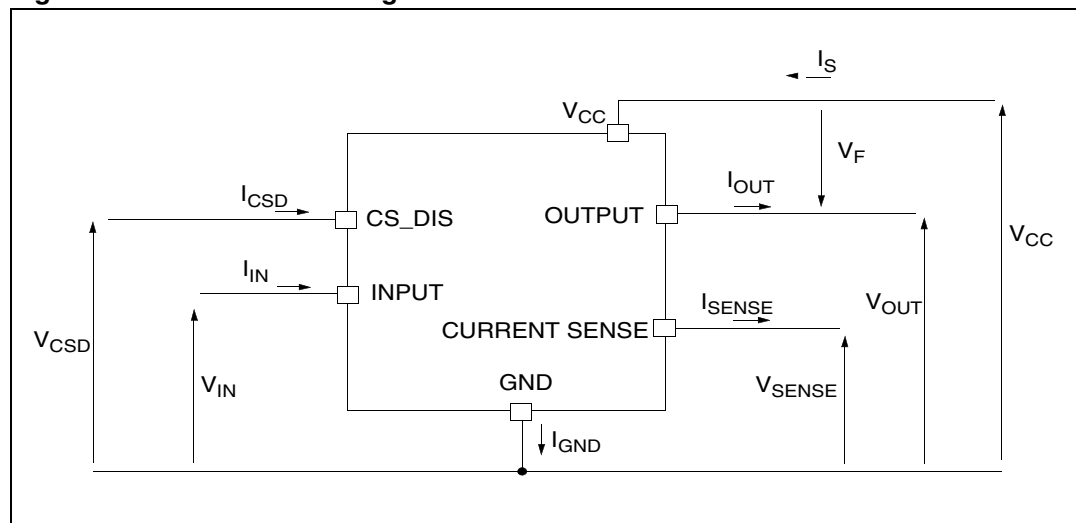 I_S
V_CC
V_F
I_OUT
I_CSD
CS_DIS
OUTPUT
V_CC
I_IN
INPUT
I_SENSE
V_OUT
CURRENT SENSE
V_CSD
V_IN
GND
V_SENSE
I_GND